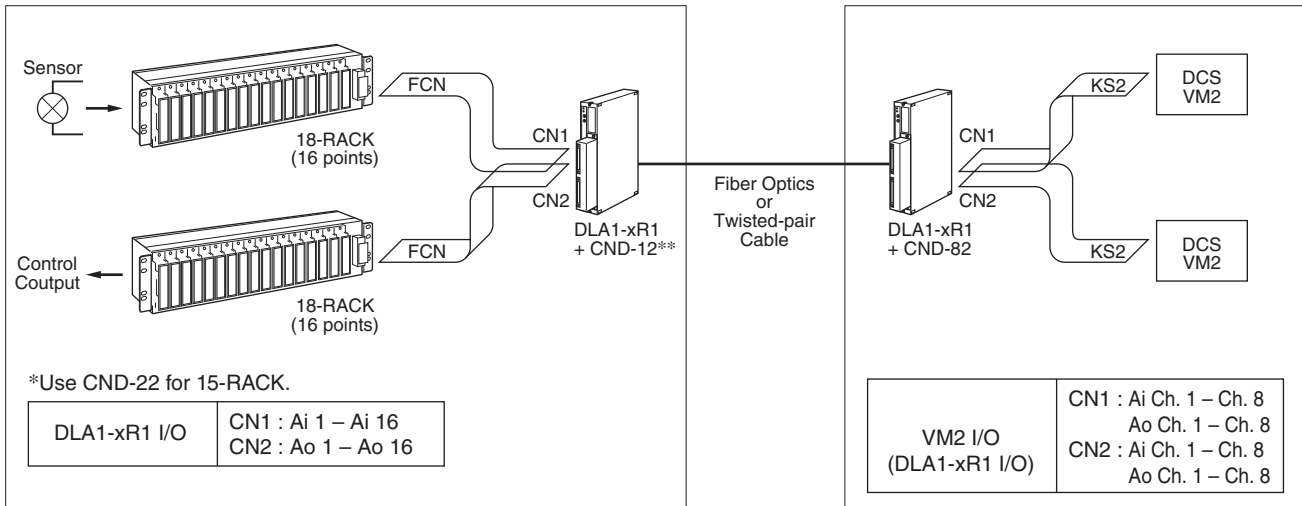 Sensor
FCN
18-RACK
(16 points)
CN1
CN2
DLA1-xR1
+ CND-12**
Control
Coutput
FCN
18-RACK
(16 points)
*Use CND-22 for 15-RACK.
DLA1-xR1 I/O
CN1 : Ai 1 – Ai 16
CN2 : Ao 1 – Ao 16
Fiber Optics
or
Twisted-pair
Cable
CN1
CN2
DLA1-xR1
+ CND-82
KS2
DCS
VM2
KS2
DCS
VM2
VM2 I/O
(DLA1-xR1 I/O)
CN1 : Ai Ch. 1 – Ch. 8
Ao Ch. 1 – Ch. 8
CN2 : Ai Ch. 1 – Ch. 8
Ao Ch. 1 – Ch. 8